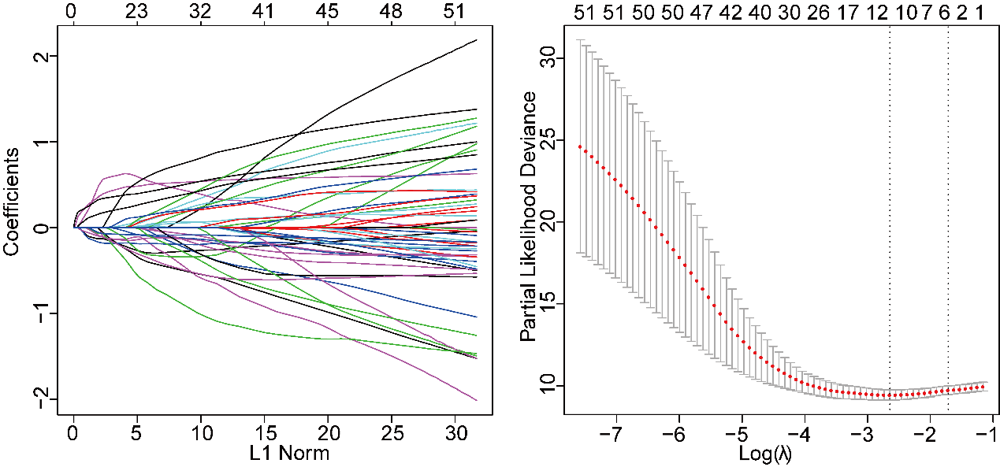 0 23 32 41 45 48 51
2
1
0
−1
−2
Coefficients
0 5 10 15 20 25 30
L1 Norm
51 51 50 50 47 42 40 30 26 17 12 10 7 6 2 1
30
25
20
15
10
Partial Likelihood Deviance
−7 −6 −5 −4 −3 −2 −1
Log(λ)